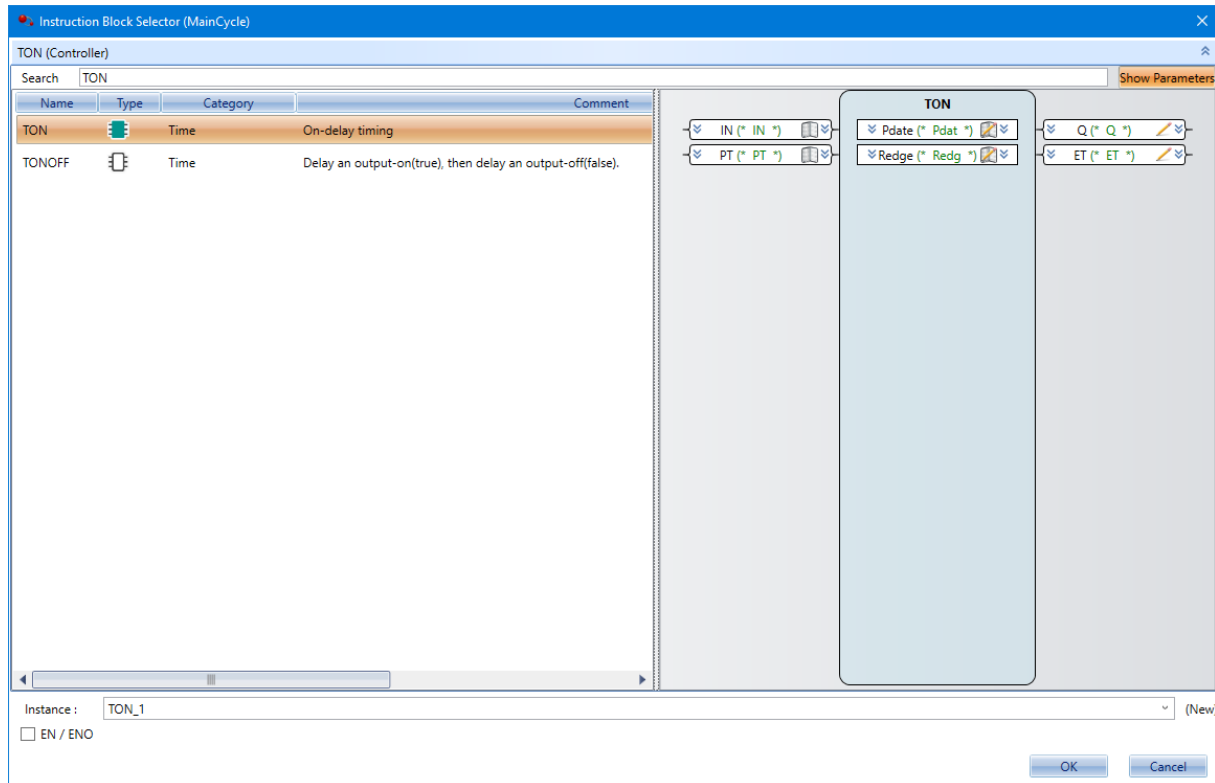 Instruction Block Selector (MainCycle)
TON (Controller)
Search TON Show Parameters
Name Type Category Comment
TON Time On-delay timing
TONOFF Time Delay an output-on(true), then delay an output-off(false).
TON
IN (* IN *) Pdate (* Pdat *) Q (* Q *)
PT (* PT *) Redge (* Redg *) ET (* ET *)
Instance : TON_1 (New
EN / ENO
OK Cancel